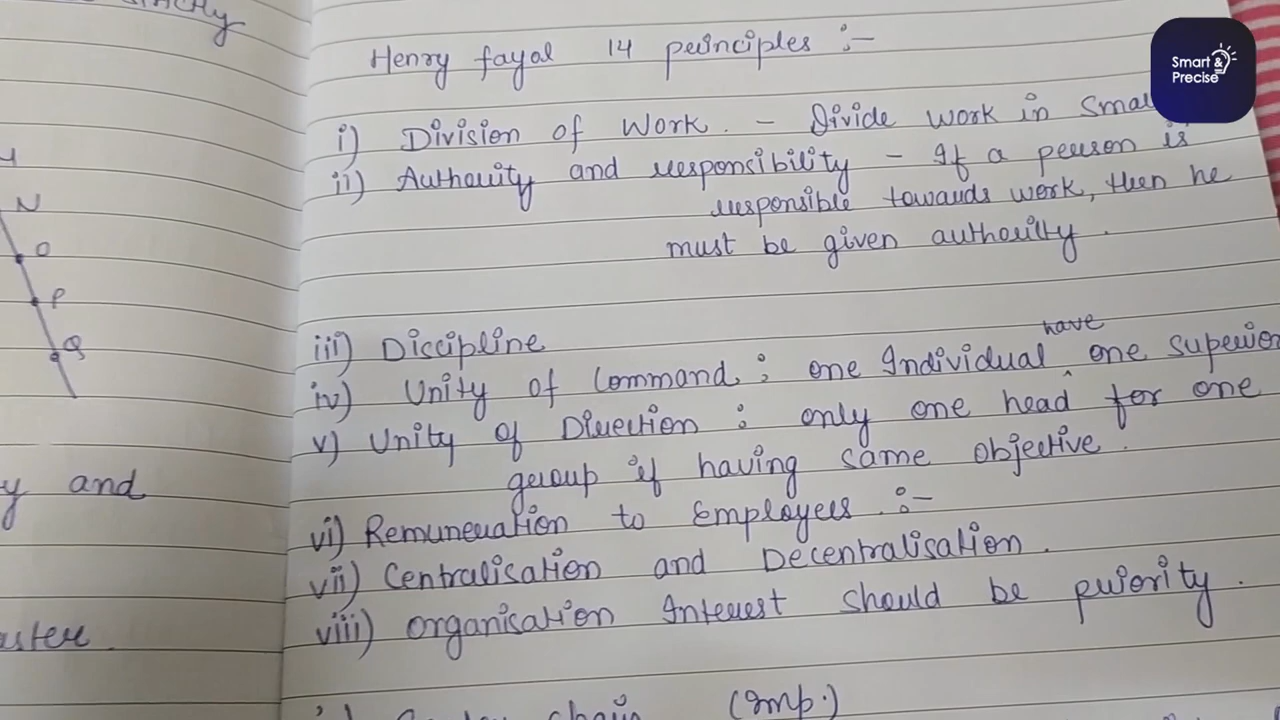 Henry fayol 14 principles :-
Smart &
Precise
i) Division of Work. - Divide work in
ii) Authority and responsibility - If a person is
responsible towards work, then he
must be given authority.
N
O
P
Q
iii) Discipline
have
iv) Unity of Command. : one Individual ^ one superior
v) Unity of Direction : only one head for one
group if having same objective.
y and
vi) Remuneration to Employees. :-
vii) Centralisation and Decentralisation.
viii) Organisation Interest should be priority.
chain (Imp.)